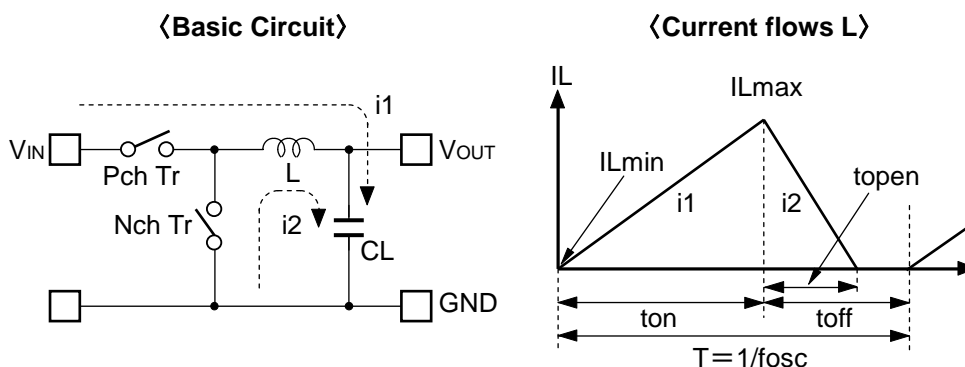 〈Basic Circuit〉
i1
VIN
VOUT
Pch Tr
L
Nch Tr
i2
CL
GND
〈Current flows L〉
IL
ILmax
ILmin
topen
i1
i2
ton
toff
T=1/fosc